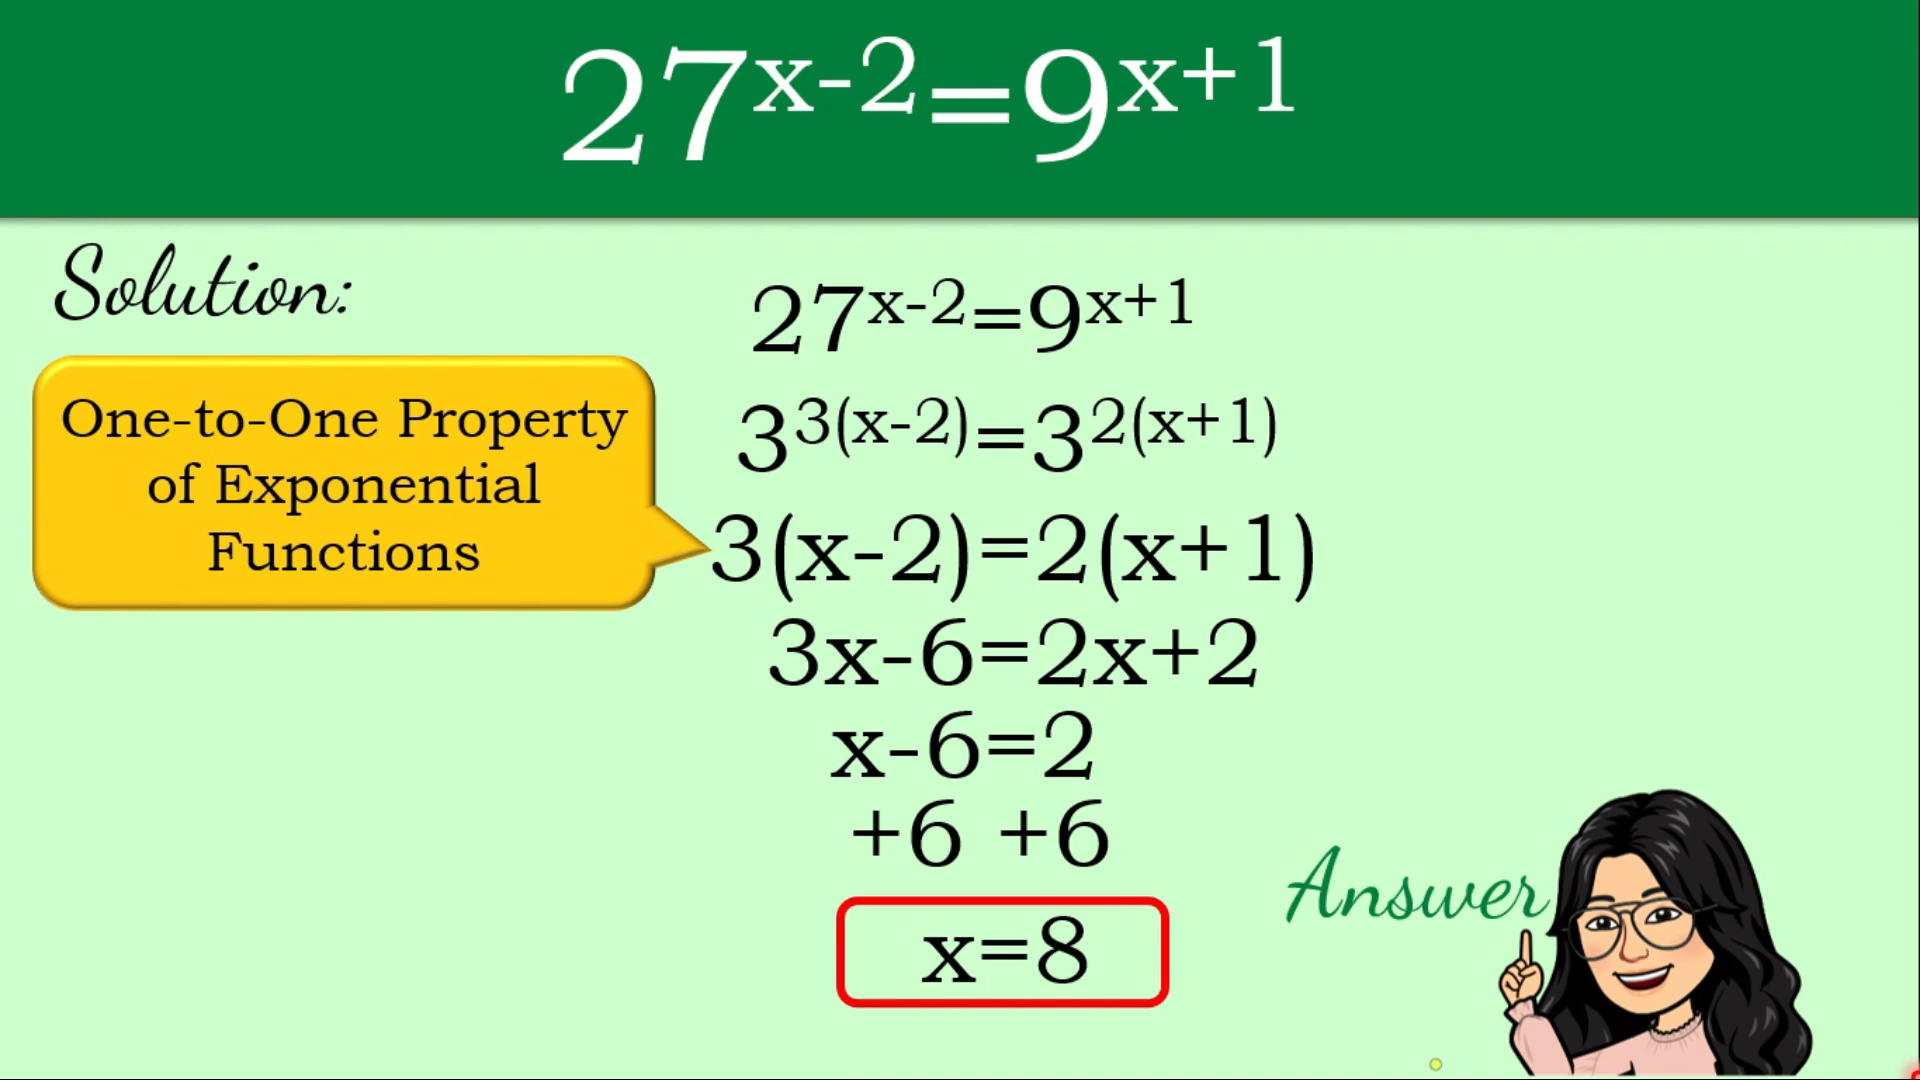 27^{x-2}=9^{x+1}
Solution:
27^{x-2}=9^{x+1}
One-to-One Property
of Exponential
Functions
3^{3(x-2)}=3^{2(x+1)}
3(x-2)=2(x+1)
3x-6=2x+2
x-6=2
+6 +6
Answer
x=8